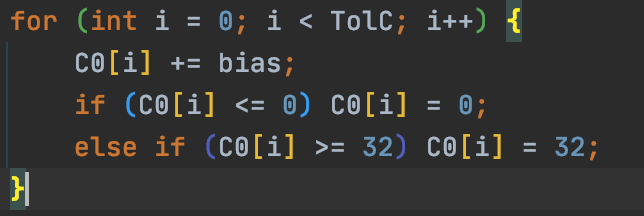 for (int i = 0; i < TolC; i++) {
    C0[i] += bias;
    if (C0[i] <= 0) C0[i] = 0;
    else if (C0[i] >= 32) C0[i] = 32;
}